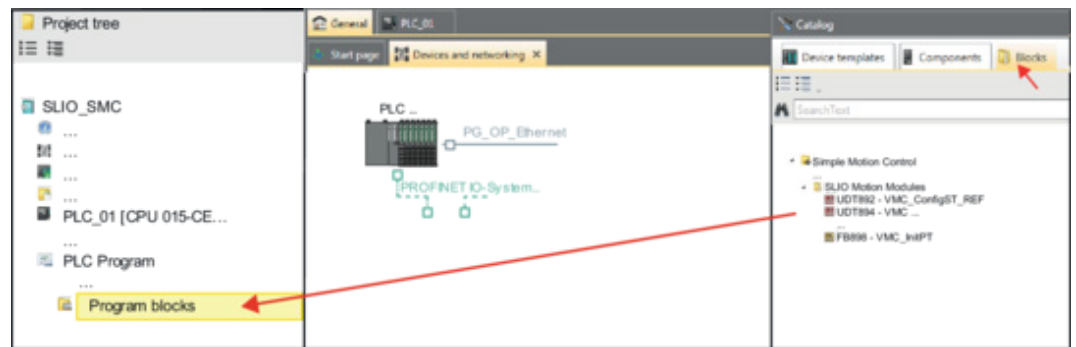 Project tree
SLIO_SMC
...
...
...
...
PLC_01 [CPU 015-CE...
...
PLC Program
...
Program blocks
General
PLC_01
Start page
Devices and networking
PLC ...
PG_OP_Ethernet
PROFINET IO-System...
Catalog
Device templates
Components
Blocks
SearchText
Simple Motion Control
...
SLIO Motion Modules
UDT892 - VMC_ConfigST_REF
UDT894 - VMC ...
...
FB898 - VMC_InitPT